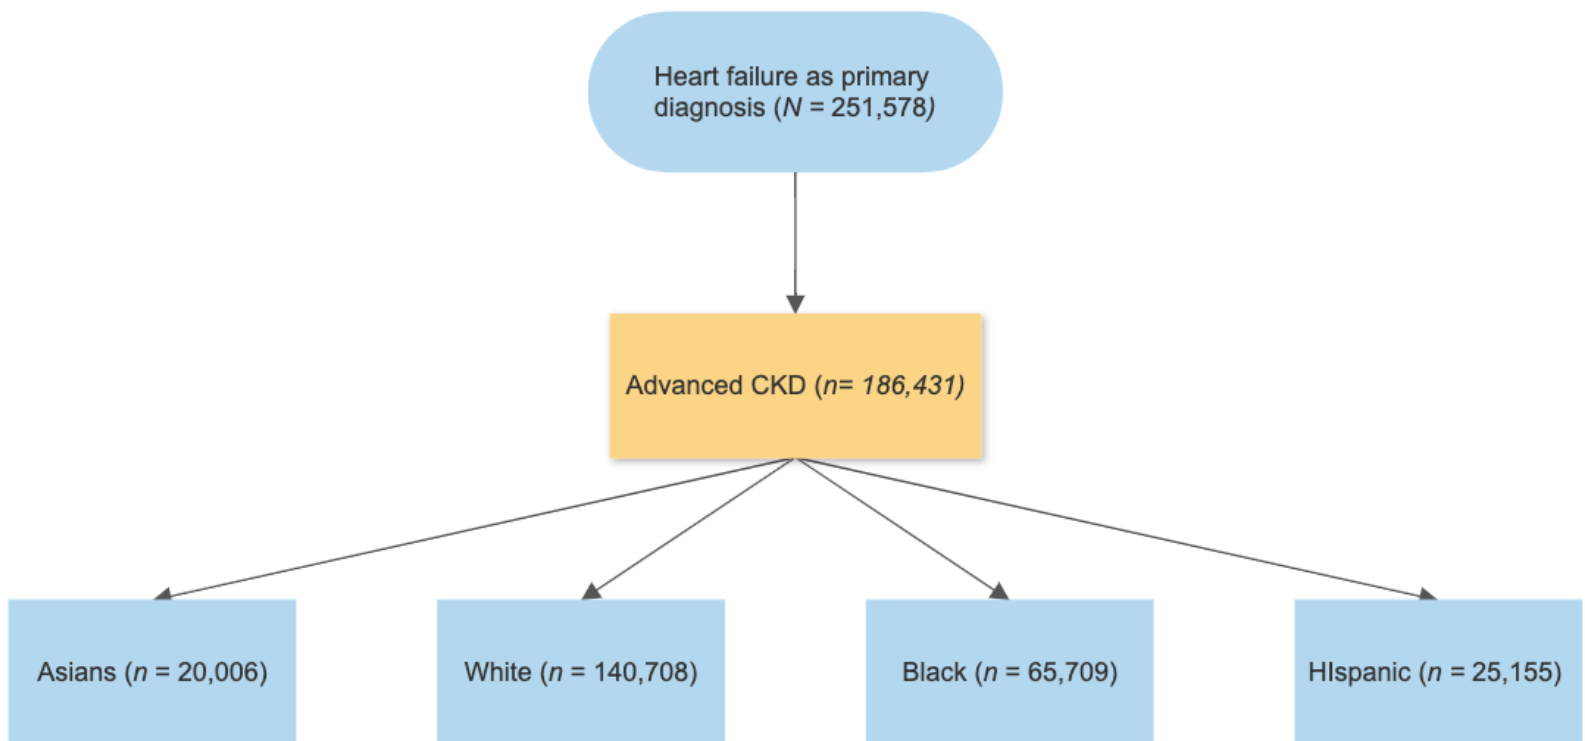 Heart failure as primary
diagnosis (N = 251,578)
Advanced CKD (n= 186,431)
Asians (n = 20,006)
White (n = 140,708)
Black (n = 65,709)
HIspanic (n = 25,155)